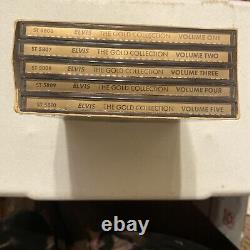 ST 5806 ELVIS THE GOLD COLLECTION VOLUME ONE
ST 5807 ELVIS THE GOLD COLLECTION VOLUME TWO
ST 5808 ELVIS THE GOLD COLLECTION VOLUME THREE
ST 5809 ELVIS THE GOLD COLLECTION VOLUME FOUR
ST 5810 ELVIS THE GOLD COLLECTION VOLUME FIVE